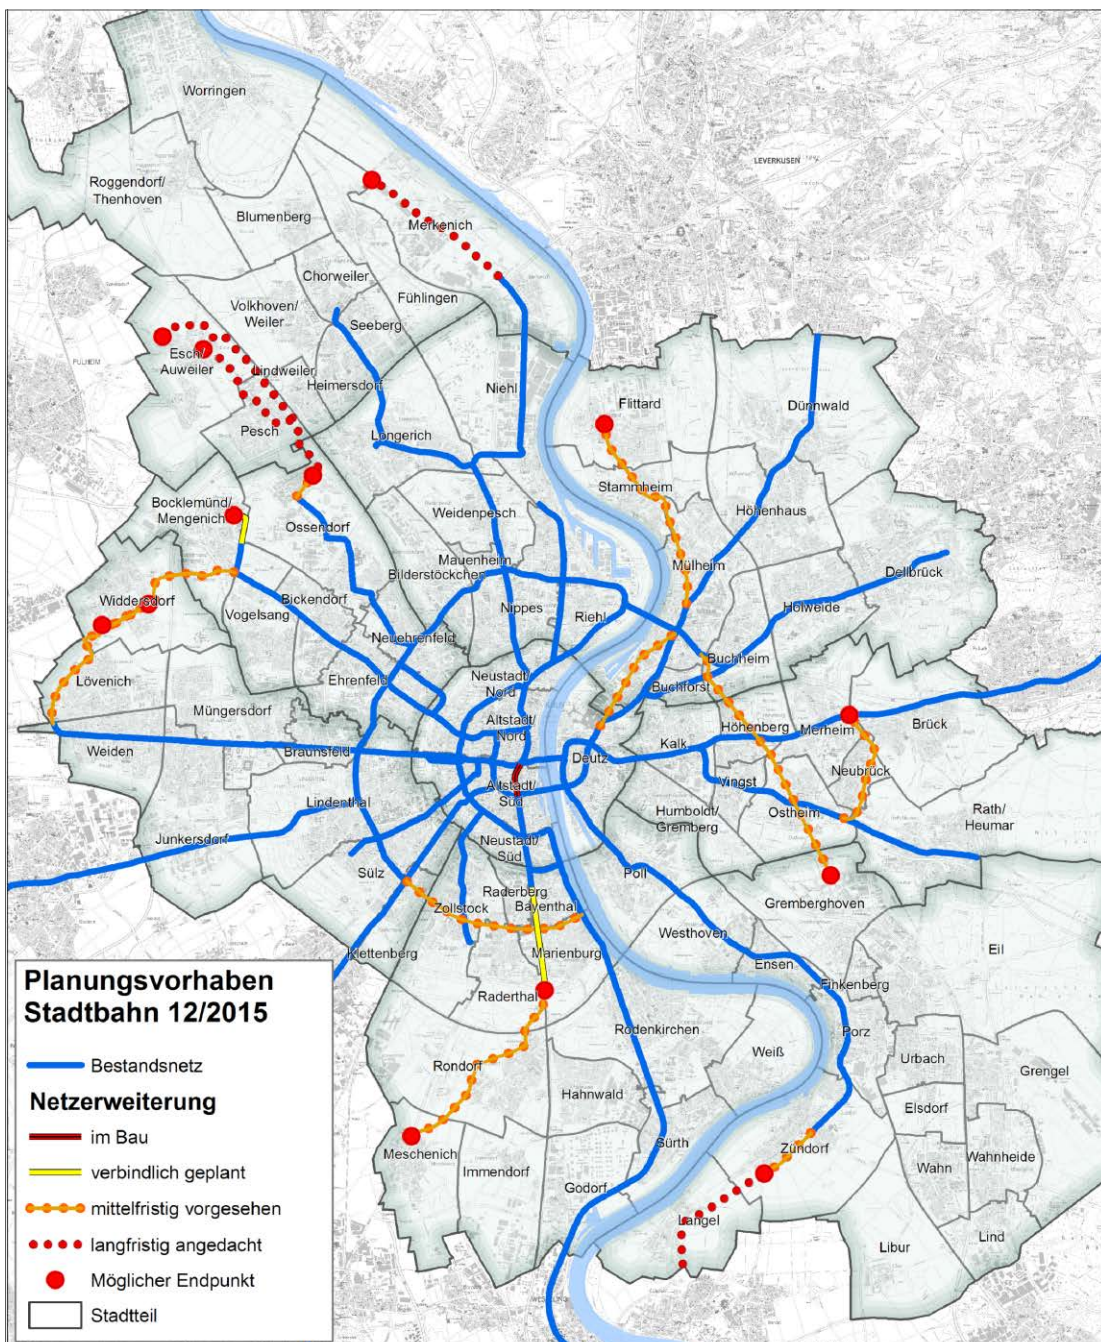 Worringen
Roggendorf/
Thenhoven
Blumenberg
LEVERKUSEN
Merkenich
Chorweiler
Fühlingen
Volkhoven/
Weiler
Seeberg
PULHEIM
Esch/
Auweiler
Lindweiler
Heimersdorf
Niehl
Pesch
Longerich
Flittard
Dünnwald
Stammheim
Bocklemünd/
Mengenich
Ossendorf
Weidenpesch
Höhenhaus
Mauenheim
Bilderstöckchen
Mülheim
Dellbrück
Widdersdorf
Vogelsang
Bickendorf
Nippes
Riehl
Holweide
Neuehrenfeld
Buchheim
Lövenich
Ehrenfeld
Neustadt/
Nord
Buchforst
Müngersdorf
Altstadt/
Nord
Höhenberg
Merheim
Brück
Weiden
Braunsfeld
Deutz
Kalk
Neubrück
Altstadt/
Süd
Vingst
Lindenthal
Humboldt/
Gremberg
Ostheim
Rath/
Heumar
Junkersdorf
Neustadt/
Süd
Sülz
Poll
Raderberg
Bayenthal
Zollstock
Gremberghoven
Klettenberg
Marienburg
Westhoven
Eil
Ensen
Raderthal
Finkenberg
Rodenkirchen
Porz
Weiß
Urbach
Rondorf
Grengel
Hahnwald
Elsdorf
Meschenich
Sürth
Zündorf
Wahn
Wahnheide
Immendorf
Godorf
Langel
Libur
Lind
Planungsvorhaben
Stadtbahn 12/2015
Bestandsnetz
Netzerweiterung
im Bau
verbindlich geplant
mittelfristig vorgesehen
langfristig angedacht
Möglicher Endpunkt
Stadtteil